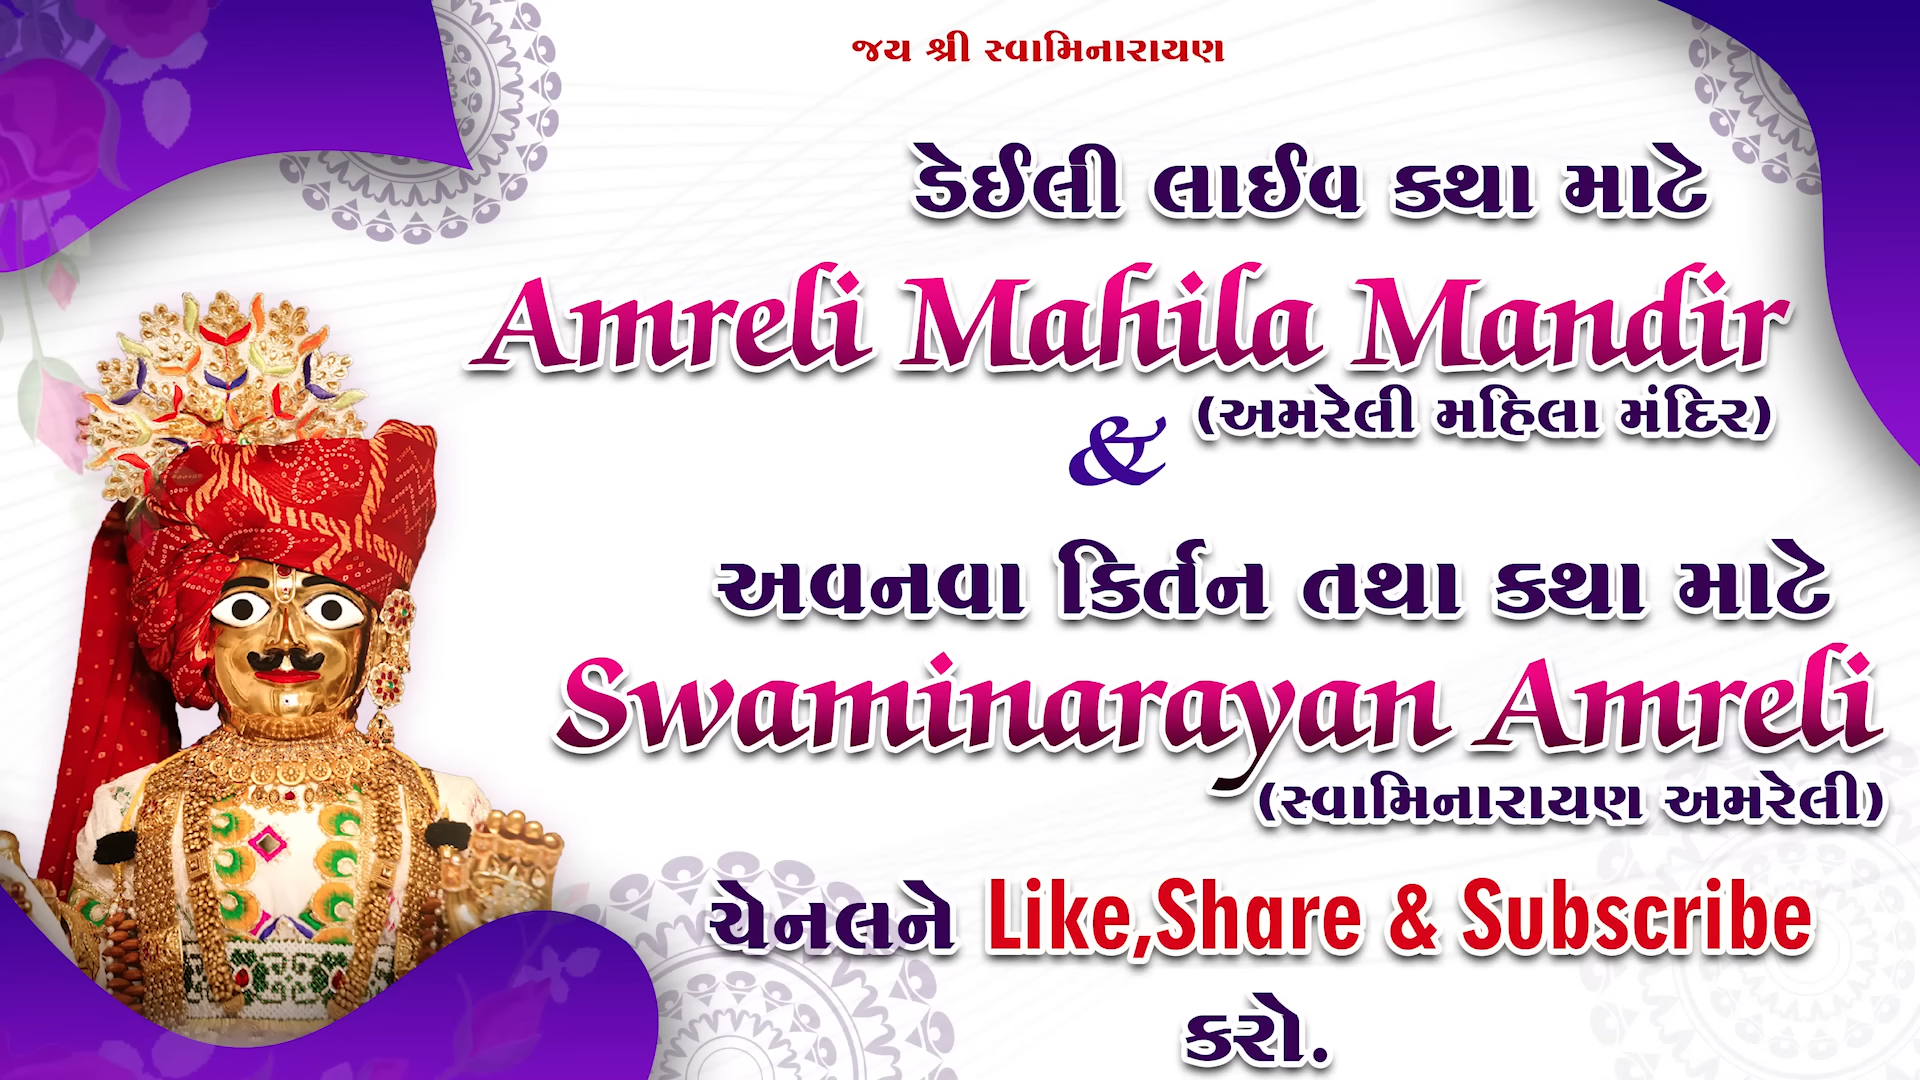 જય શ્રી સ્વામિનારાયણ
ડેઈલી લાઈવ કથા માટે
Amreli Mahila Mandir
(અમરેલી મહિલા મંદિર)
&
અવનવા કિર્તન તથા કથા માટે
Swaminarayan Amreli
(સ્વામિનારાયણ અમરેલી)
ચેનલને Like,Share & Subscribe
કરો.